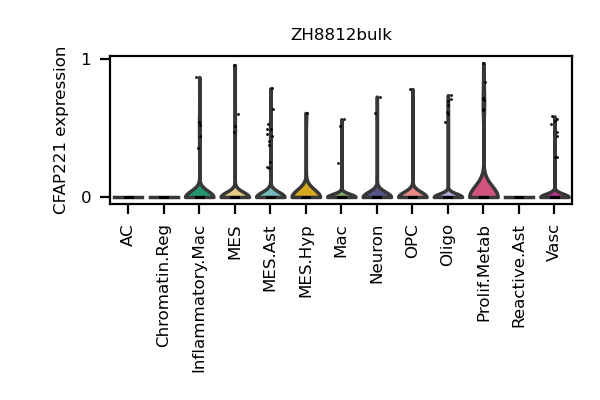 ZH8812bulk
CFAP221 expression
1
0
AC
Chromatin.Reg
Inflammatory.Mac
MES
MES.Ast
MES.Hyp
Mac
Neuron
OPC
Oligo
Prolif.Metab
Reactive.Ast
Vasc